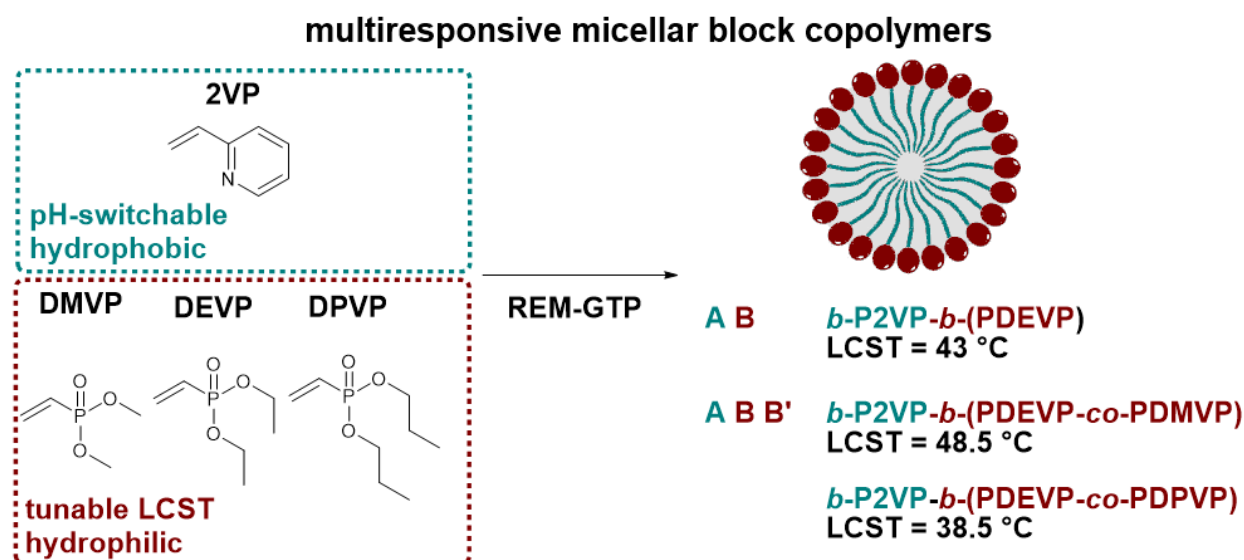 multiresponsive micellar block copolymers
2VP
N
pH-switchable
hydrophobic
DMVP DEVP DPVP
O
P
O
O
O
P
O
O
O
P
O
O
tunable LCST
hydrophilic
REM-GTP
A B b-P2VP-b-(PDEVP)
LCST = 43 °C
A B B' b-P2VP-b-(PDEVP-co-PDMVP)
LCST = 48.5 °C
b-P2VP-b-(PDEVP-co-PDPVP)
LCST = 38.5 °C